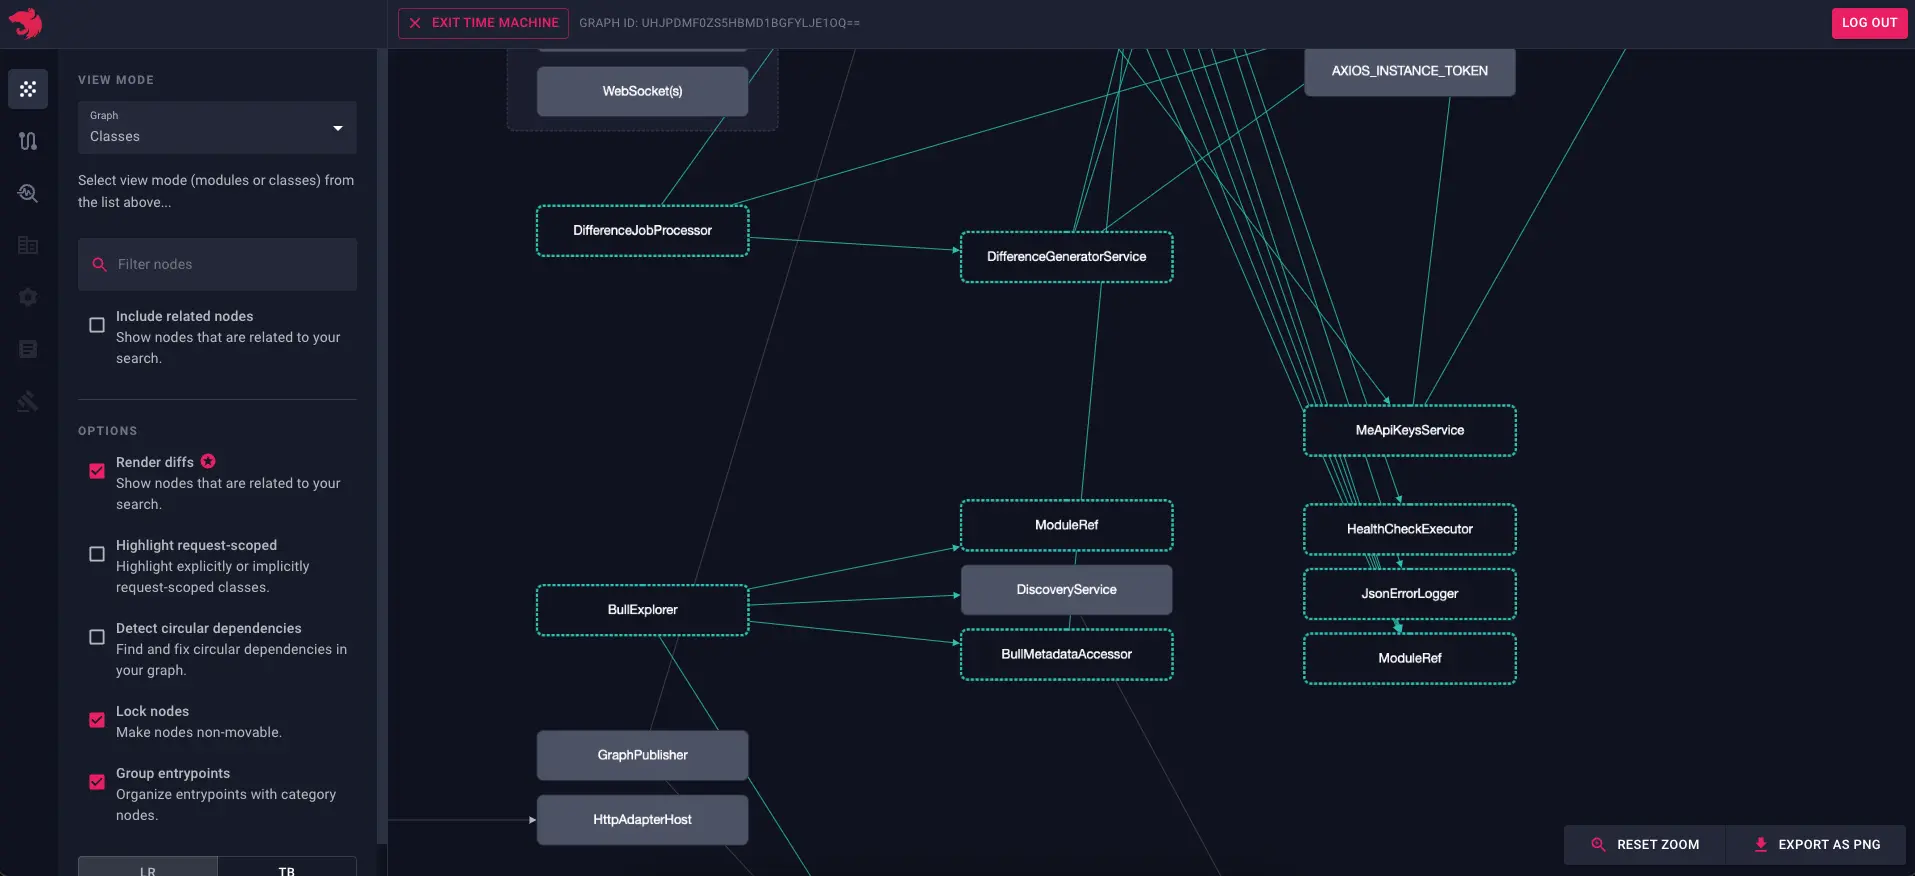 EXIT TIME MACHINE
GRAPH ID: UHJPDMF0ZS5HBMD1BGFYLJE1OQ==
LOG OUT
VIEW MODE
Graph
Classes
Select view mode (modules or classes) from
the list above...
Filter nodes
Include related nodes
Show nodes that are related to your
search.
OPTIONS
Render diffs
Show nodes that are related to your
search.
Highlight request-scoped
Highlight explicitly or implicitly
request-scoped classes.
Detect circular dependencies
Find and fix circular dependencies in
your graph.
Lock nodes
Make nodes non-movable.
Group entrypoints
Organize entrypoints with category
nodes.
LR
TB
WebSocket(s)
AXIOS_INSTANCE_TOKEN
DifferenceJobProcessor
DifferenceGeneratorService
MeApiKeysService
ModuleRef
HealthCheckExecutor
DiscoveryService
JsonErrorLogger
BullExplorer
BullMetadataAccessor
ModuleRef
GraphPublisher
HttpAdapterHost
RESET ZOOM
EXPORT AS PNG